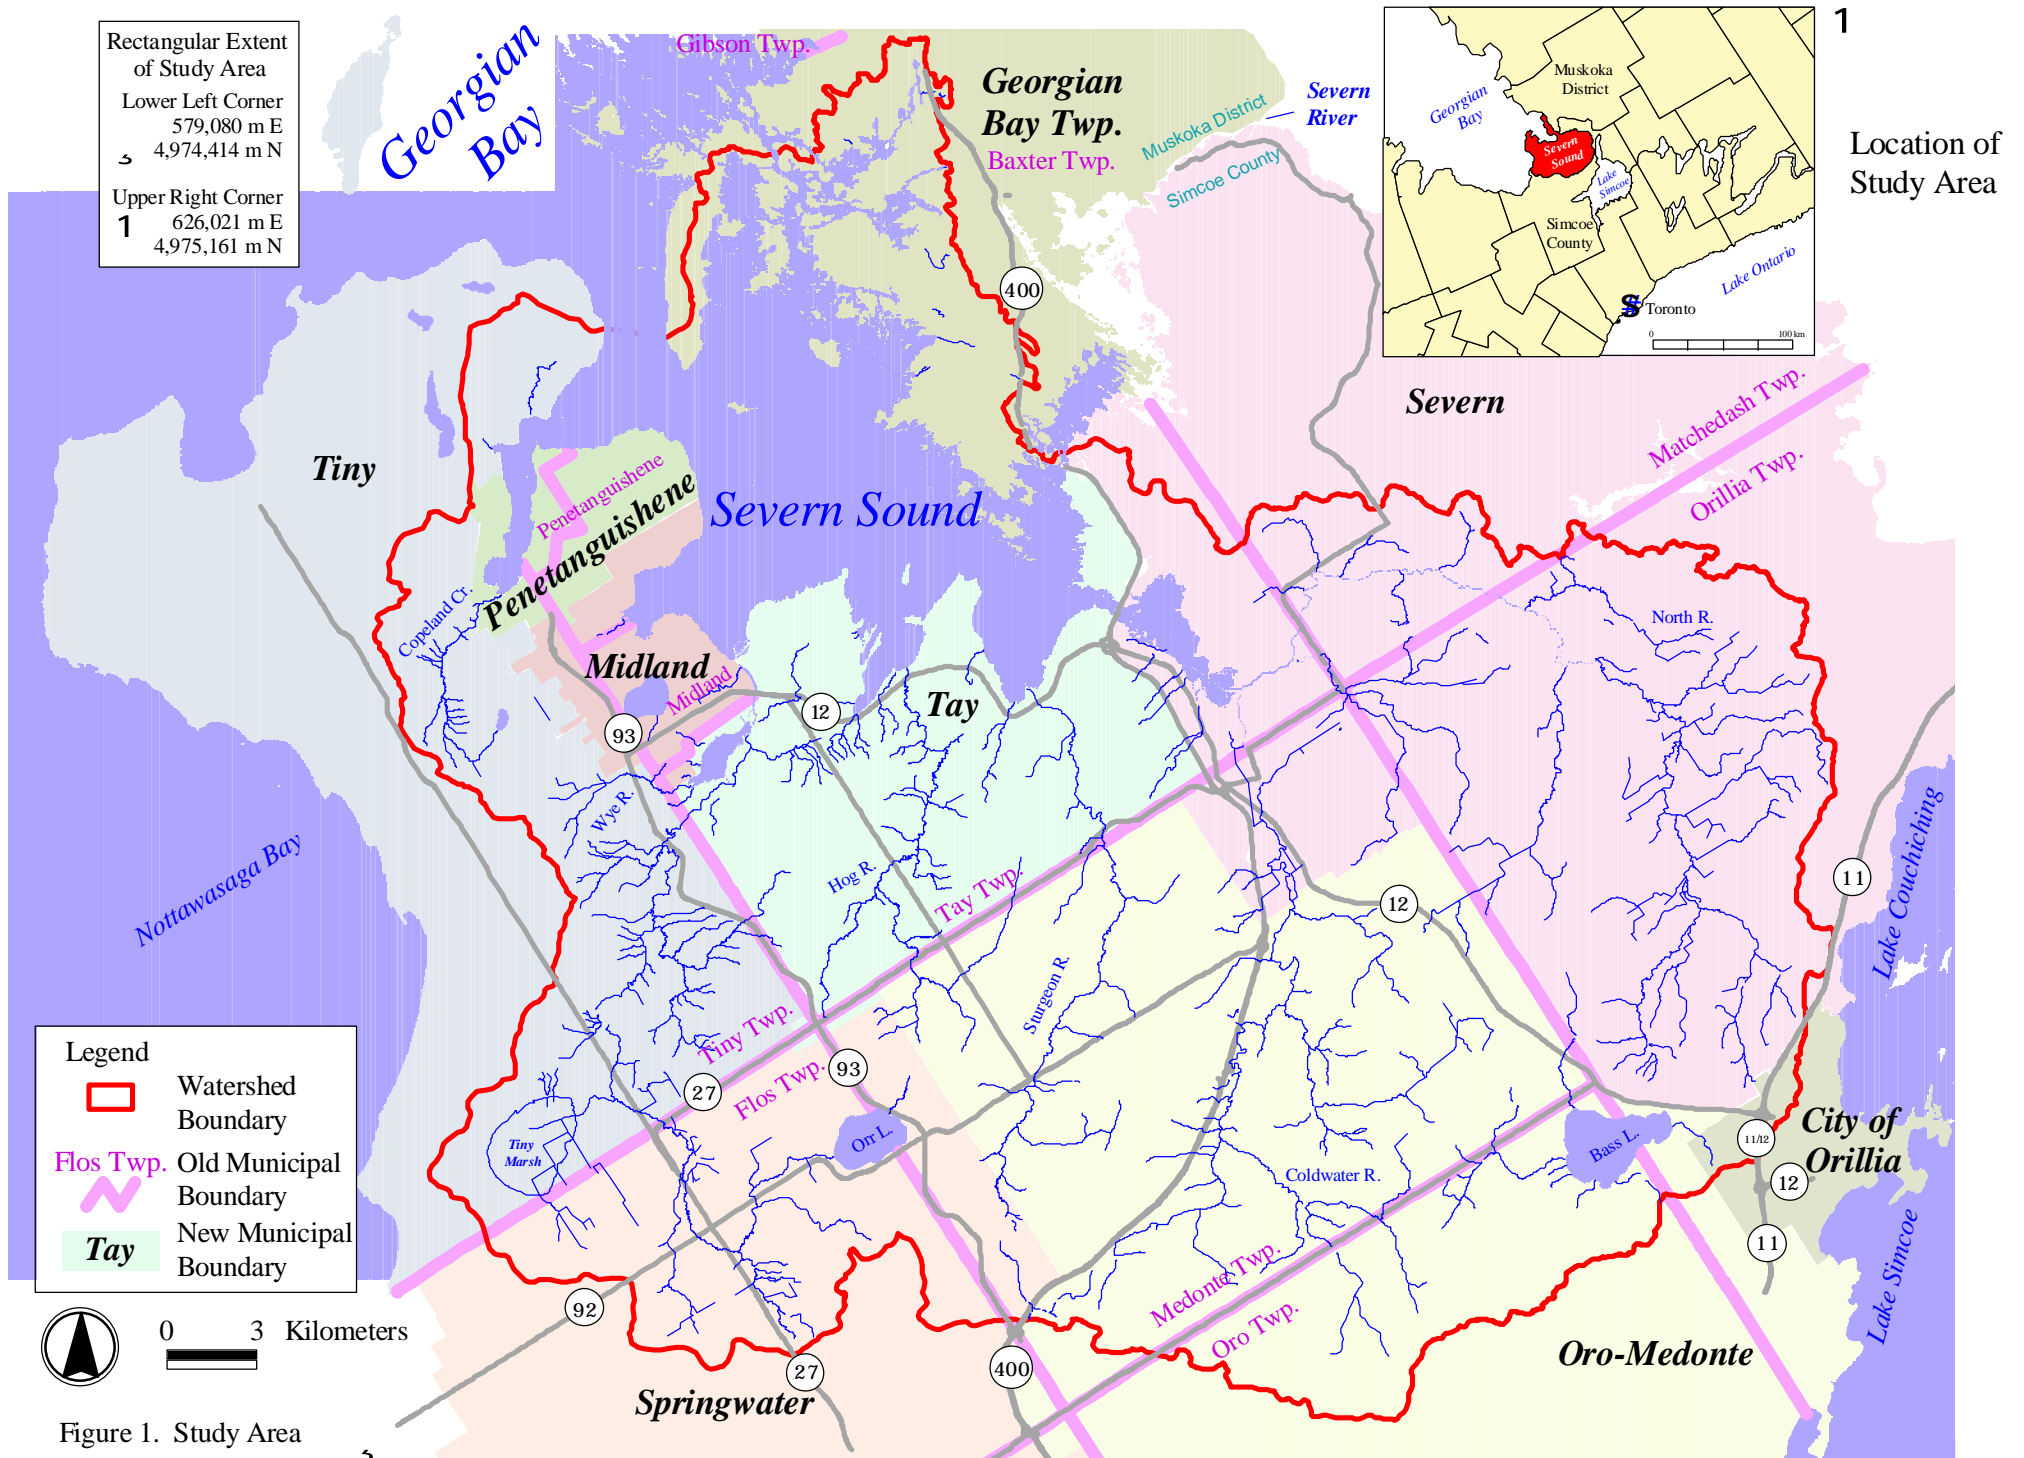 Rectangular Extent
of Study Area
Lower Left Corner
579,080 m E
4,974,414 m N
Upper Right Corner
626,021 m E
4,975,161 m N
3
1
Georgian
Bay
Gibson Twp.
Georgian
Bay Twp.
Baxter Twp.
Muskoka District
Simcoe County
Severn
River
400
Georgian
Bay
Muskoka
District
Severn
Sound
Lake
Simcoe
Simcoe
County
Lake Ontario
Toronto
S
0 100 km
1
Location of
Study Area
Severn
Matchedash Twp.
Orillia Twp.
Tiny
Penetanguishene
Penetanguishene
Severn Sound
Copeland Cr.
Midland
Midland
Tay
93
12
North R.
Wye R.
Hog R.
Tay Twp.
Nottawasaga Bay
12
11
Lake Couchiching
Sturgeon R.
Tiny Twp.
Flos Twp.
27
93
Orr L.
Tiny
Marsh
Coldwater R.
Bass L.
City of
Orillia
11/12
12
11
Lake Simcoe
Medonte Twp.
Oro Twp.
Oro-Medonte
92
27
400
Springwater
Legend
Watershed
Boundary
Flos Twp. Old Municipal
Boundary
Tay New Municipal
Boundary
0 3 Kilometers
Figure 1. Study Area
3